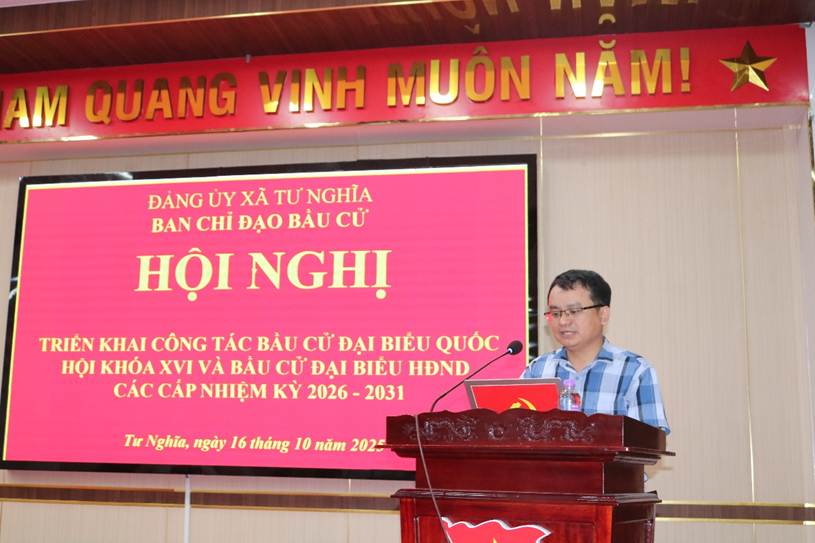 NAM QUANG VINH MUÔN NĂM!
ĐẢNG ỦY XÃ TƯ NGHĨA
BAN CHỈ ĐẠO BẦU CỬ
HỘI NGHỊ
TRIỂN KHAI CÔNG TÁC BẦU CỬ ĐẠI BIỂU QUỐC
HỘI KHÓA XVI VÀ BẦU CỬ ĐẠI BIỂU HĐND
CÁC CẤP NHIỆM KỲ 2026 - 2031
Tư Nghĩa, ngày 16 tháng 10 năm 2025